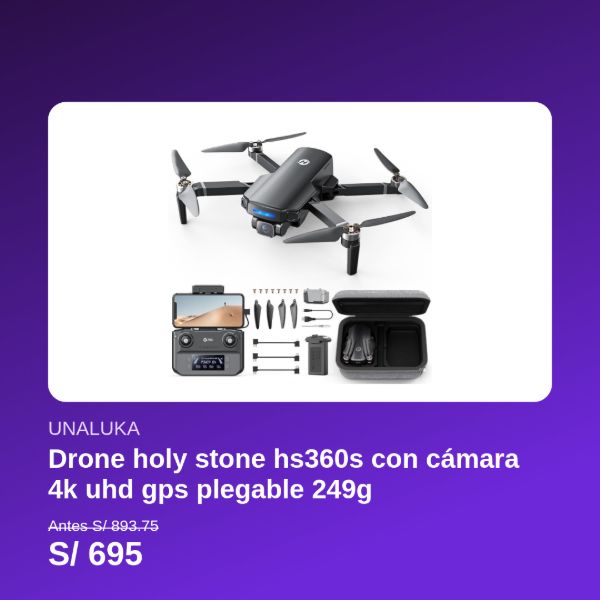 UNALUKA
Drone holy stone hs360s con cámara
4k uhd gps plegable 249g
Antes S/ 893.75
S/ 695